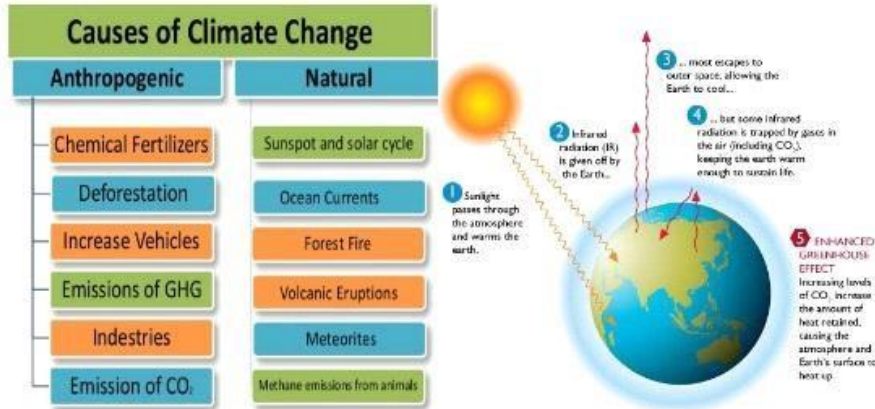 Causes of Climate Change
Anthropogenic
Chemical Fertilizers
Deforestation
Increase Vehicles
Emissions of GHG
Indestries
Emission of CO₂
Natural
Sunspot and solar cycle
Ocean Currents
Forest Fire
Volcanic Eruptions
Meteorites
Methane emissions from animals
1 Sunlight
passes through
the atmosphere
and warms the
earth.
2 Infrared
radiation (IR)
is given off by
the Earth...
3 ... most escapes to
outer space, allowing the
Earth to cool...
4 ... but some infrared
radiation is trapped by gases in
the air (including CO₂),
keeping the earth warm
enough to sustain life.
5 ENHANCED
GREENHOUSE
EFFECT
Increasing levels
of CO₂ increase
the amount of
heat retained,
causing the
atmosphere and
Earth's surface to
heat up.